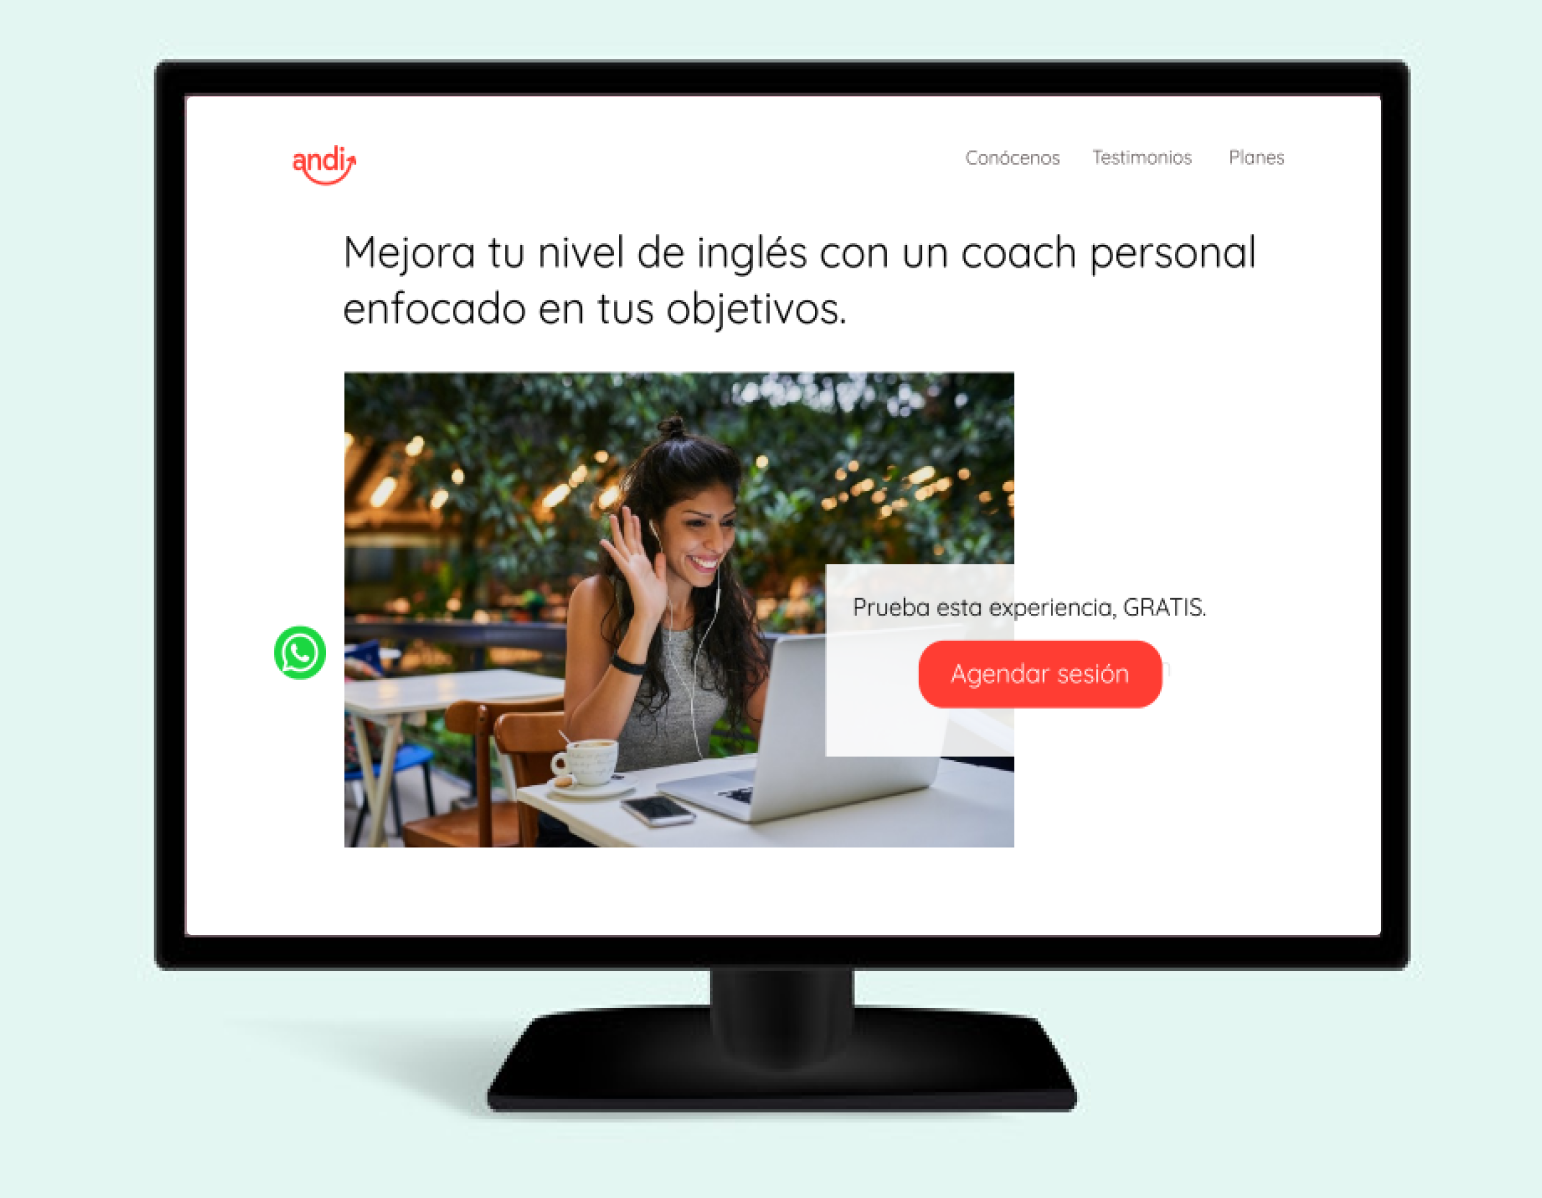 andi
Conócenos Testimonios Planes
Mejora tu nivel de inglés con un coach personal
enfocado en tus objetivos.
Prueba esta experiencia, GRATIS.
Agendar sesión